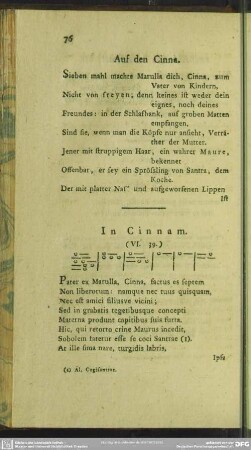 76
Auf den Cinna.
Sieben mahl machte Matulla dich, Cinna, zum
Vater von Kindern,
Nicht von freyen; denn keines ist weder dein
eignes, noch deines
Freundes: in der Schlafbank, auf groben Matten
empfangen,
Sind sie, wenn man die Köpfe nur ansieht, Verrä-
ther der Mutter.
Jener mit struppigem Haar, ein wahrer Maure,
bekennet
Offenbar, er sey ein Sprößling von Santra, dem
Koche.
Der mit platter Nas' und aufgeworfenen Lippen
Ist
In Cinnam.
(VI. 39.)
Pater ex Matulla, Cinna, factus es septem
Non liberorum: namque nec tuus quisquam,
Nec est amici filiusve vicini;
Sed in grabatis tegetibusque concepti
Materna produnt capitibus suis furta.
Hic, qui retorto crine Maurus incedit,
Sobolem fatetur esse se coci Santrae (1).
At ille sima nare, turgidis labris,
Ipsa